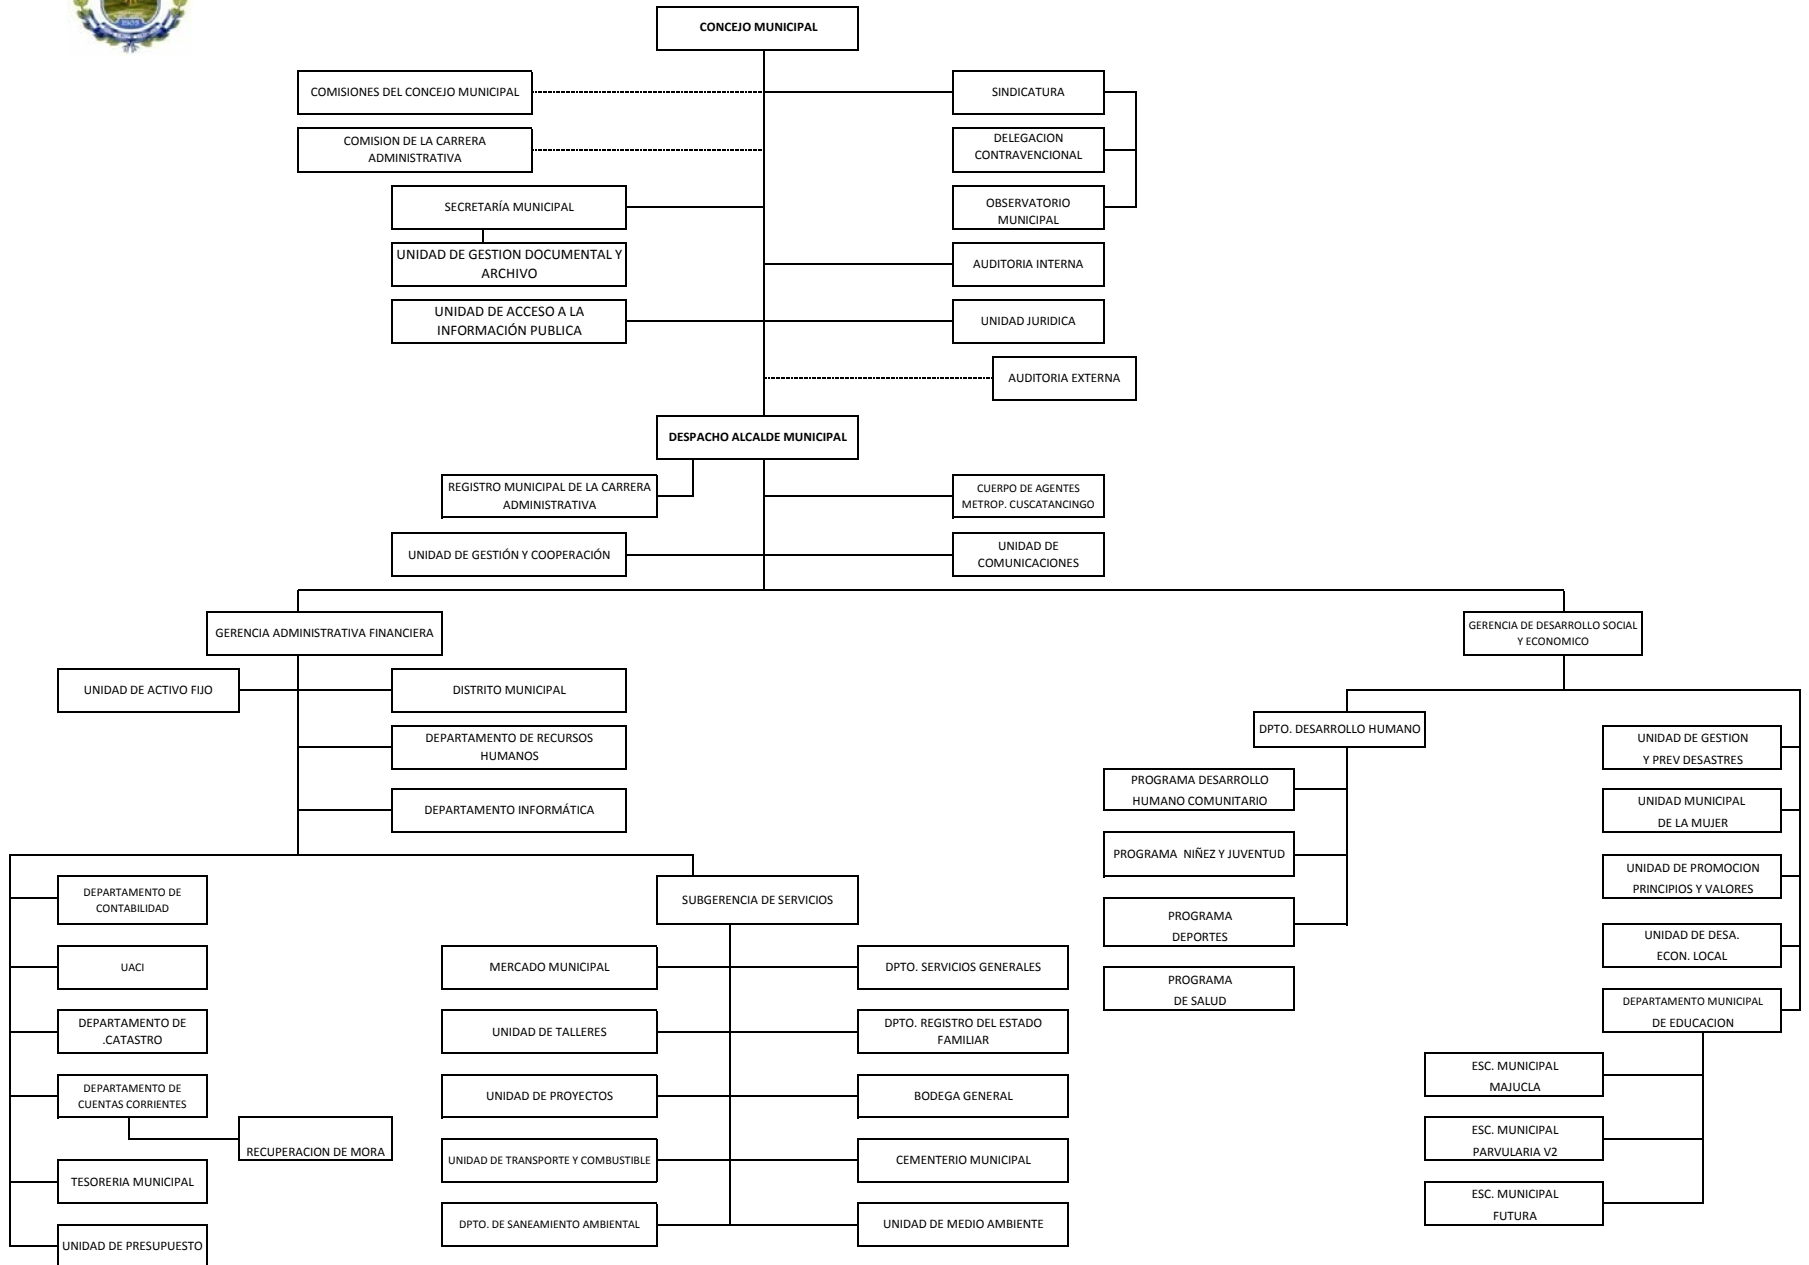 CONCEJO MUNICIPAL
COMISIONES DEL CONCEJO MUNICIPAL
SINDICATURA
COMISION DE LA CARRERA
ADMINISTRATIVA
DELEGACION
CONTRAVENCIONAL
SECRETARÍA MUNICIPAL
OBSERVATORIO
MUNICIPAL
UNIDAD DE GESTION DOCUMENTAL Y
ARCHIVO
AUDITORIA INTERNA
UNIDAD DE ACCESO A LA
INFORMACIÓN PUBLICA
UNIDAD JURIDICA
AUDITORIA EXTERNA
DESPACHO ALCALDE MUNICIPAL
REGISTRO MUNICIPAL DE LA CARRERA
ADMINISTRATIVA
CUERPO DE AGENTES
METROP. CUSCATANCINGO
UNIDAD DE GESTIÓN Y COOPERACIÓN
UNIDAD DE
COMUNICACIONES
GERENCIA ADMINISTRATIVA FINANCIERA
GERENCIA DE DESARROLLO SOCIAL
Y ECONOMICO
UNIDAD DE ACTIVO FIJO
DISTRITO MUNICIPAL
DEPARTAMENTO DE RECURSOS
HUMANOS
DEPARTAMENTO INFORMÁTICA
DPTO. DESARROLLO HUMANO
PROGRAMA DESARROLLO
HUMANO COMUNITARIO
PROGRAMA  NIÑEZ Y JUVENTUD
PROGRAMA
DEPORTES
PROGRAMA
DE SALUD
UNIDAD DE GESTION
Y PREV DESASTRES
UNIDAD MUNICIPAL
DE LA MUJER
UNIDAD DE PROMOCION
PRINCIPIOS Y VALORES
UNIDAD DE DESA.
ECON. LOCAL
DEPARTAMENTO MUNICIPAL
DE EDUCACION
ESC. MUNICIPAL
MAJUCLA
ESC. MUNICIPAL
PARVULARIA V2
ESC. MUNICIPAL
FUTURA
DEPARTAMENTO DE
CONTABILIDAD
UACI
DEPARTAMENTO DE
.CATASTRO
DEPARTAMENTO DE
CUENTAS CORRIENTES
RECUPERACION DE MORA
TESORERIA MUNICIPAL
UNIDAD DE PRESUPUESTO
SUBGERENCIA DE SERVICIOS
MERCADO MUNICIPAL
DPTO. SERVICIOS GENERALES
UNIDAD DE TALLERES
DPTO. REGISTRO DEL ESTADO
FAMILIAR
UNIDAD DE PROYECTOS
BODEGA GENERAL
UNIDAD DE TRANSPORTE Y COMBUSTIBLE
CEMENTERIO MUNICIPAL
DPTO. DE SANEAMIENTO AMBIENTAL
UNIDAD DE MEDIO AMBIENTE